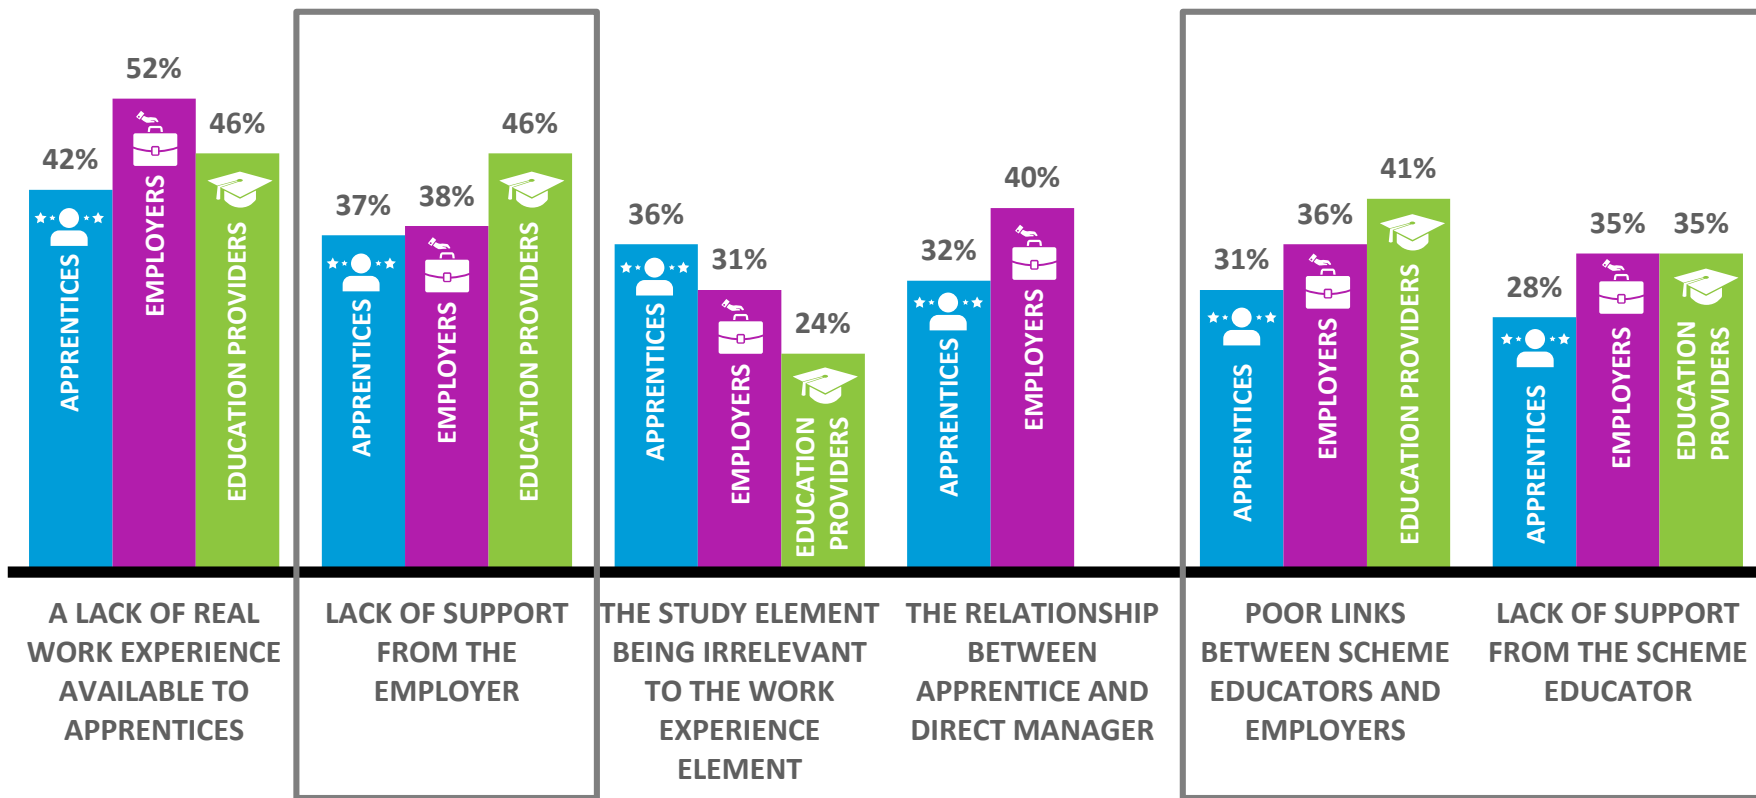 52%
46%
42%
APPRENTICES
EMPLOYERS
EDUCATION PROVIDERS
A LACK OF REAL
WORK EXPERIENCE
AVAILABLE TO
APPRENTICES
46%
38%
37%
APPRENTICES
EMPLOYERS
EDUCATION PROVIDERS
LACK OF SUPPORT
FROM THE
EMPLOYER
36%
31%
24%
APPRENTICES
EMPLOYERS
EDUCATION
PROVIDERS
THE STUDY ELEMENT
BEING IRRELEVANT
TO THE WORK
EXPERIENCE
ELEMENT
40%
32%
APPRENTICES
EMPLOYERS
THE RELATIONSHIP
BETWEEN
APPRENTICE AND
DIRECT MANAGER
41%
36%
31%
APPRENTICES
EMPLOYERS
EDUCATION PROVIDERS
POOR LINKS
BETWEEN SCHEME
EDUCATORS AND
EMPLOYERS
35%
35%
28%
APPRENTICES
EMPLOYERS
EDUCATION
PROVIDERS
LACK OF SUPPORT
FROM THE SCHEME
EDUCATOR